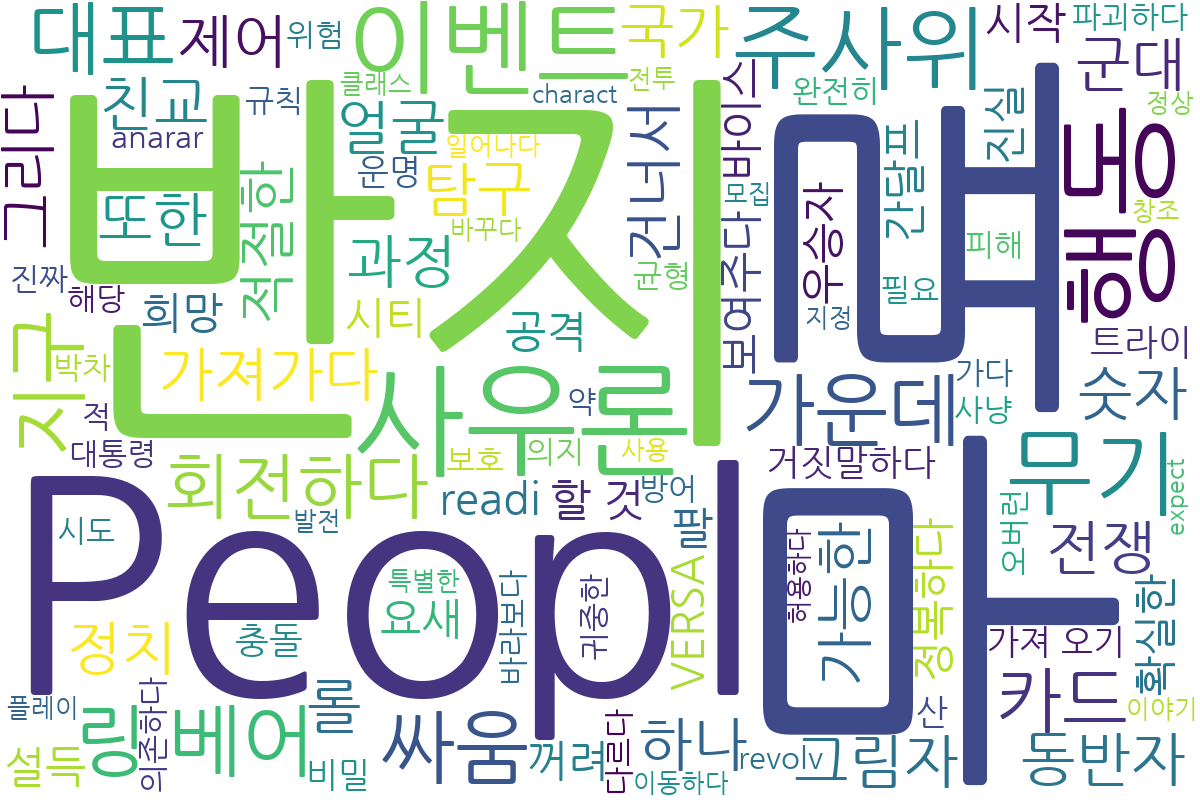 대표
제어
위험
이벤트
국가
주사위
시작
파괴하다
군대
친교
규칙
클래스
전투
charact
완전히
정상
anarar
얼굴
운명
일어나다
그리다
또한
적절한
반지
탐구
바꾸다
건너서
모집
바이스
보여주다
내
우승자
간달프
진실
행동
창조
과정
균형
피해
필요
진짜
해당
희망
시티
공격
지정
트라이
지구
박차
가져가다
사우론
약
가운데
가다
사냥
숫자
적
대통령
회전하다
보호
의지
사용
거짓말하다
무기
readi
할 것
방어
팔
발전
시도
Peopl
마
가능한
허용하다
정복하다
오버런
expect
전쟁
특별한
요새
바라보다
귀중한
VERSA
정치
충돌
가져 오기
확실한
플레이
링
베어
의존하다
롤
싸움
꺼려
다르다
하나
산
카드
이야기
설득
비밀
이동하다
revolv
그림자
동반자